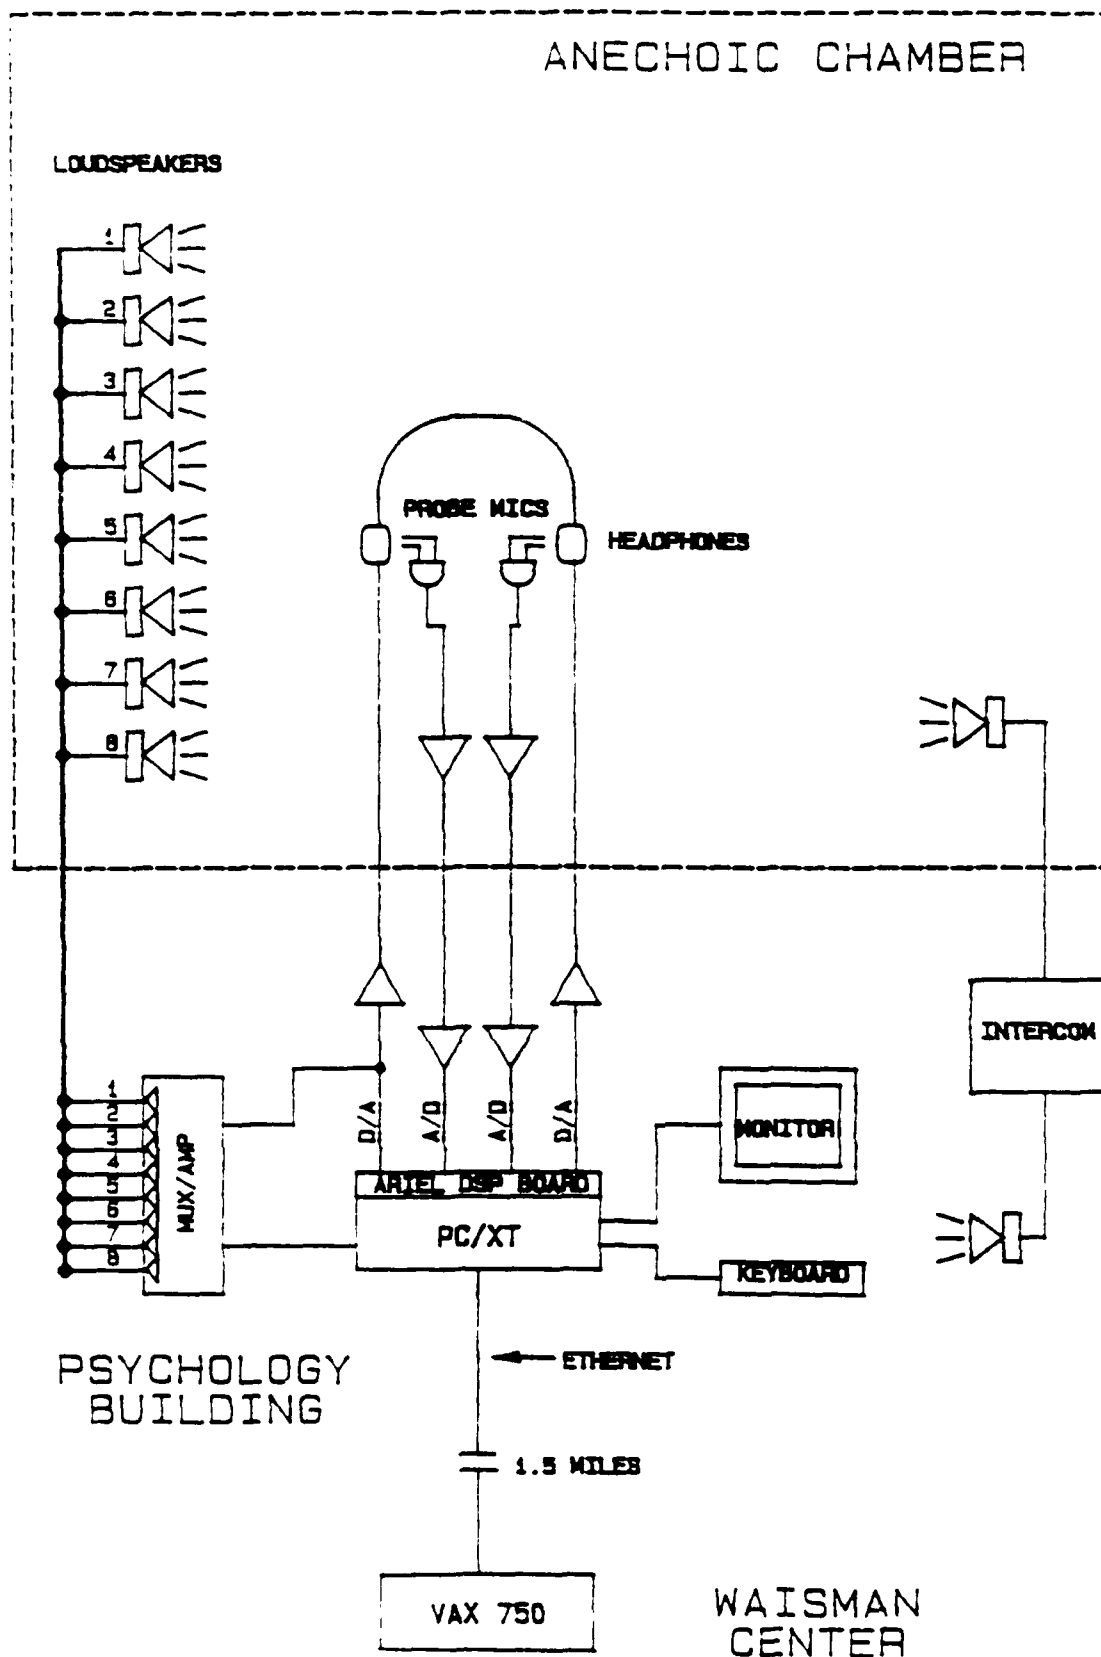 ANECHOIC CHAMBER
LOUDSPEAKERS
1
2
3
4
5
6
7
8
PROBE MICS
HEADPHONES
INTERCOM
1
2
3
4
5
6
7
8
MUX/AMP
D/A
A/D
A/D
D/A
ARIEL DSP BOARD
PC/XT
MONITOR
KEYBOARD
PSYCHOLOGY
BUILDING
ETHERNET
1.5 MILES
VAX 750
WAISMAN
CENTER